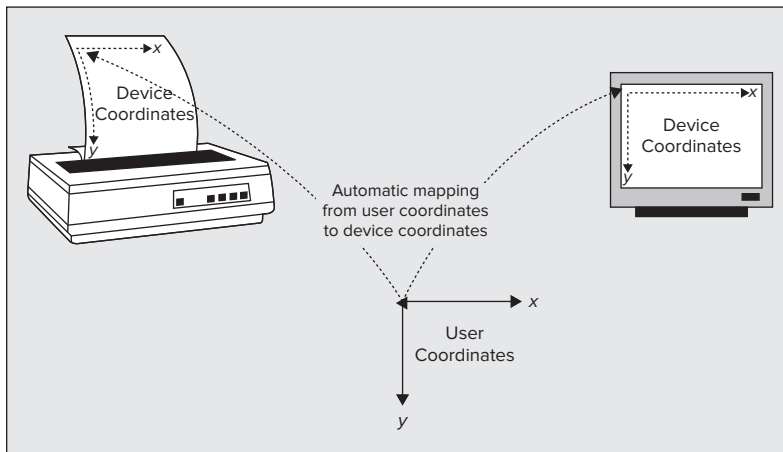 x
Device
Coordinates
y
x
Device
Coordinates
y
Automatic mapping
from user coordinates
to device coordinates
x
User
Coordinates
y